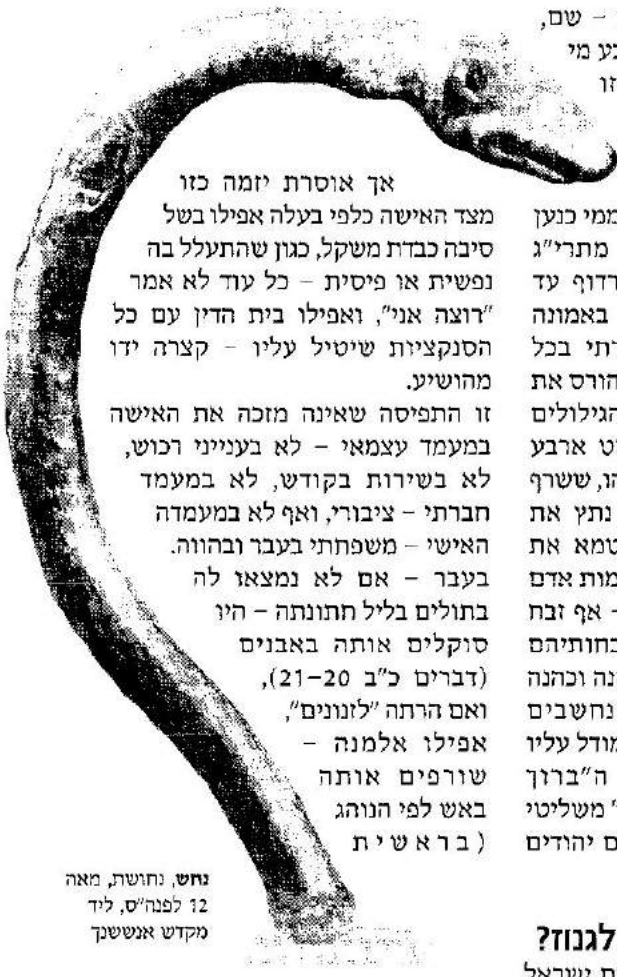 – שם,
מי
זו
ממי כנען
מתרי"ג
רדוף עד
באמונה
רתי בכל
הורס את
הגילולים
ט ארבע
הו, ששרף
נתץ את
טמא את
מות אדם
– אף זבח
בחותיהם
נה וכהנה
נחשבים
מודל עליו
ה"ברוך
" משליטי
ם יהודים
לגנוז?
ת ישראל
אך אוסרת יזמה כזו
מצד האישה כלפי בעלה אפילו בשל
סיבה כבדת משקל, כגון שהתעלל בה
נפשית או פיסית – כל עוד לא אמר
"רוצה אני", ואפילו בית הדין עם כל
הסנקציות שיטיל עליו – קצרה ידו
מהושיע.
זו התפיסה שאינה מזכה את האישה
במעמד עצמאי – לא בענייני רכוש,
לא בשירות בקודש, לא במעמד
חברתי – ציבורי, ואף לא במעמדה
האישי – משפחתי בעבר ובהווה.
בעבר – אם לא נמצאו לה
בתולים בליל חתונתה – היו
סוקלים אותה באבנים
(דברים כ"ב 20–21),
ואם הרתה "לזנונים",
אפילו אלמנה –
שורפים אותה
באש לפי הנוהג
(בראשית
נחש, נחושת, מאה
12 לפנה"ס, ליד
מקדש אנששנך